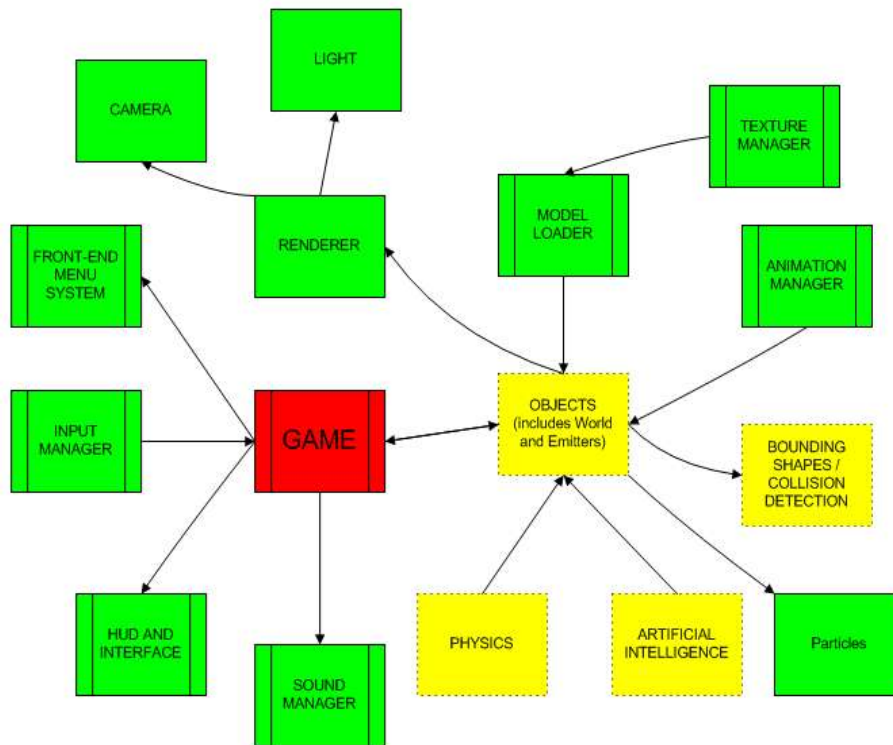 LIGHT
CAMERA
TEXTURE
MANAGER
MODEL
LOADER
RENDERER
FRONT-END
MENU
SYSTEM
ANIMATION
MANAGER
INPUT
MANAGER
GAME
OBJECTS
(includes World
and Emitters)
BOUNDING
SHAPES /
COLLISION
DETECTION
HUD AND
INTERFACE
SOUND
MANAGER
PHYSICS
ARTIFICIAL
INTELLIGENCE
Particles